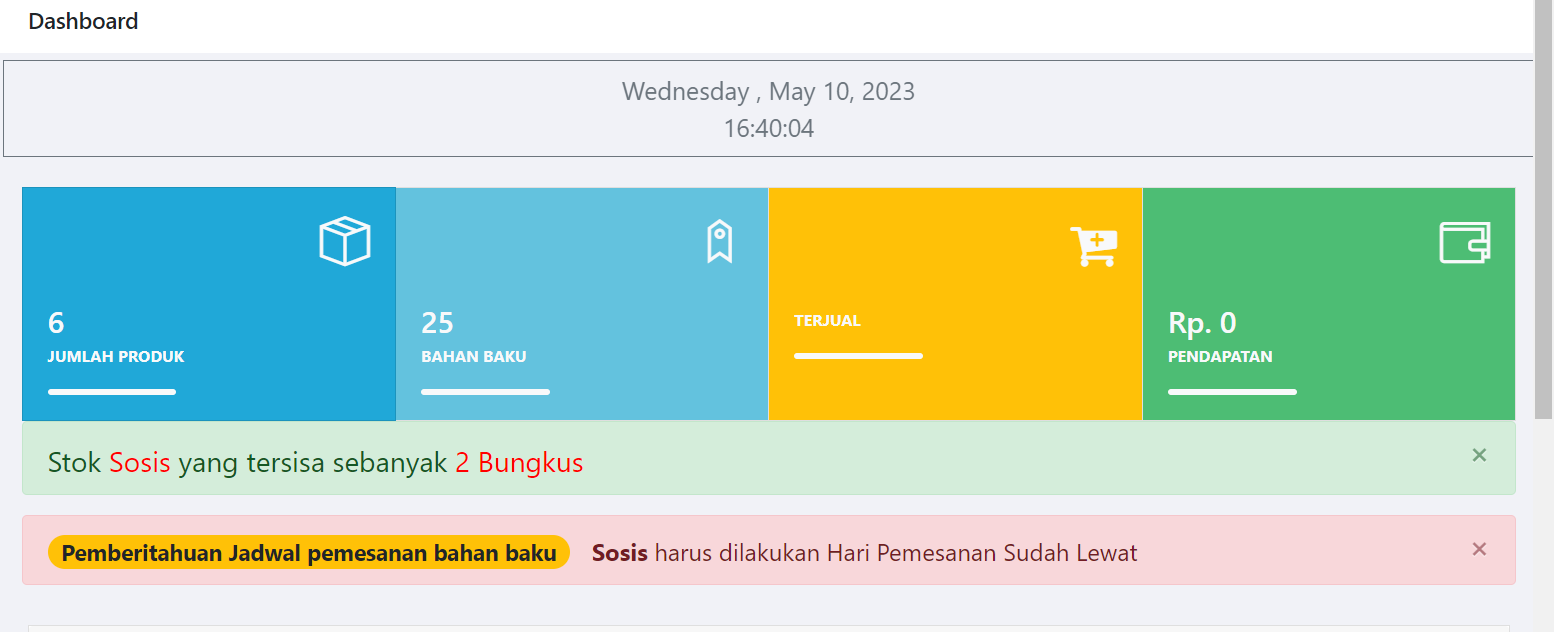 Dashboard
Wednesday , May 10, 2023
16:40:04
6
JUMLAH PRODUK
25
BAHAN BAKU
TERJUAL
Rp. 0
PENDAPATAN
Stok Sosis yang tersisa sebanyak 2 Bungkus
×
Pemberitahuan Jadwal pemesanan bahan baku Sosis harus dilakukan Hari Pemesanan Sudah Lewat
×